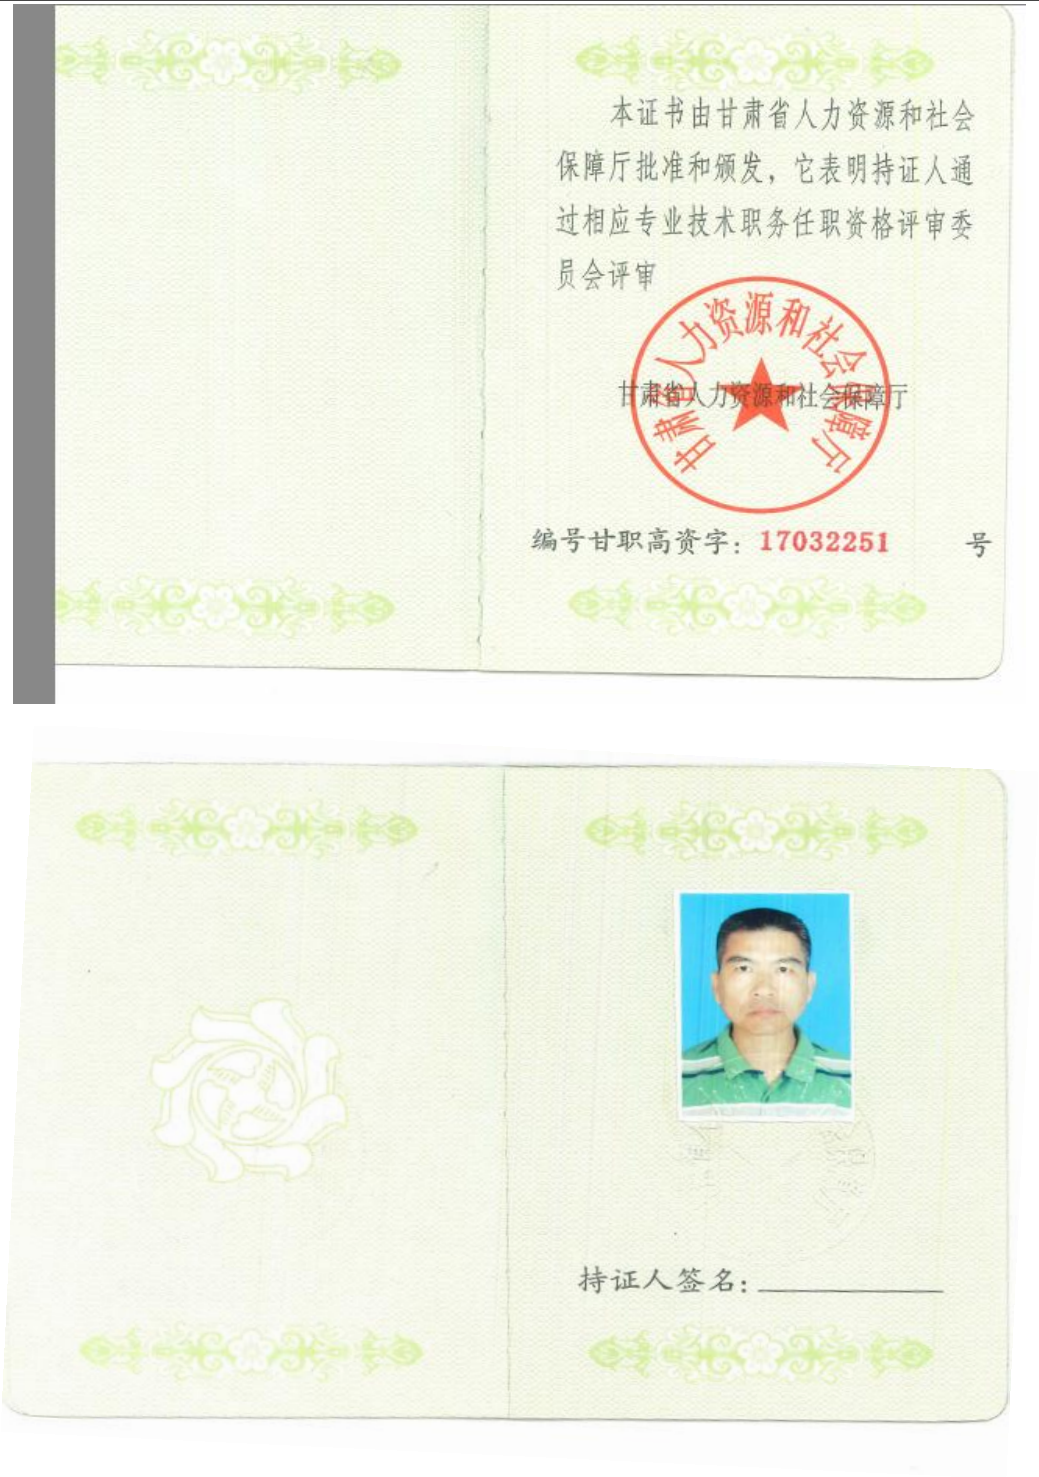 本证书由甘肃省人力资源和社会
保障厅批准和颁发，它表明持证人通
过相应专业技术职务任职资格评审委
员会评审
甘肃省人力资源和社会保障厅
甘肃省人力资源和社会保障厅
编号甘职高资字：17032251 号
持证人签名：